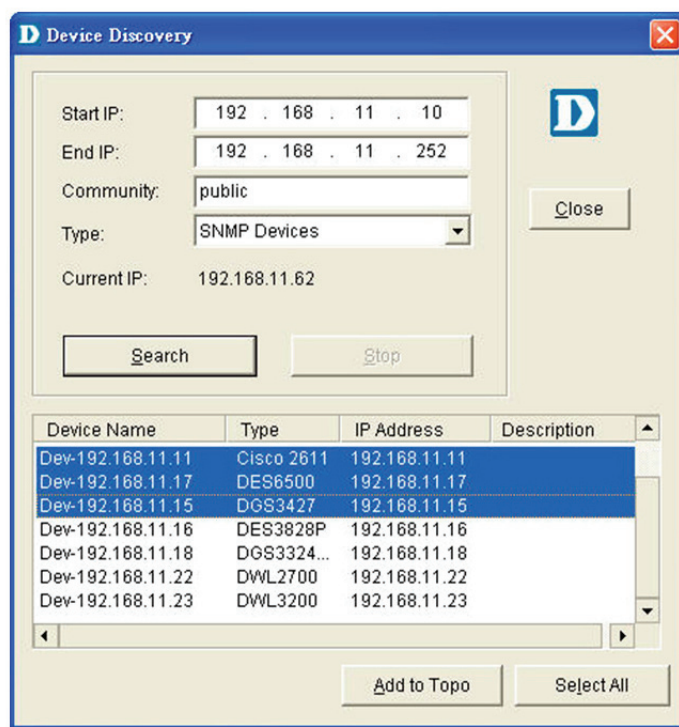 D Device Discovery
Start IP: 192 . 168 . 11 . 10
D
End IP: 192 . 168 . 11 . 252
Community: public
Close
Type: SNMP Devices
Current IP: 192.168.11.62
Search Stop
Device Name Type IP Address Description
Dev-192.168.11.11 Cisco 2611 192.168.11.11
Dev-192.168.11.17 DES6500 192.168.11.17
Dev-192.168.11.15 DGS3427 192.168.11.15
Dev-192.168.11.16 DES3828P 192.168.11.16
Dev-192.168.11.18 DGS3324... 192.168.11.18
Dev-192.168.11.22 DWL2700 192.168.11.22
Dev-192.168.11.23 DWL3200 192.168.11.23
Add to Topo Select All